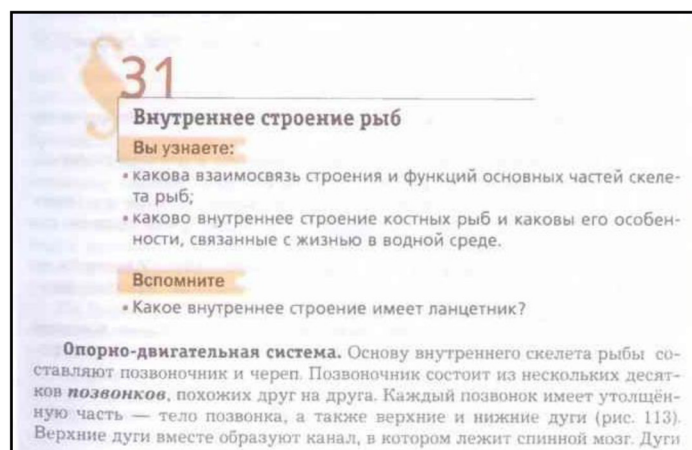 31
Внутреннее строение рыб
Вы узнаете:
• какова взаимосвязь строения и функций основных частей скеле-
та рыб;
• каково внутреннее строение костных рыб и каковы его особен-
ности, связанные с жизнью в водной среде.
Вспомните
• Какое внутреннее строение имеет ланцетник?
Опорно-двигательная система. Основу внутреннего скелета рыбы со-
ставляют позвоночник и череп. Позвоночник состоит из нескольких десят-
ков позвонков, похожих друг на друга. Каждый позвонок имеет утолщён-
ную часть — тело позвонка, а также верхние и нижние дуги (рис. 113).
Верхние дуги вместе образуют канал, в котором лежит спинной мозг. Дуги